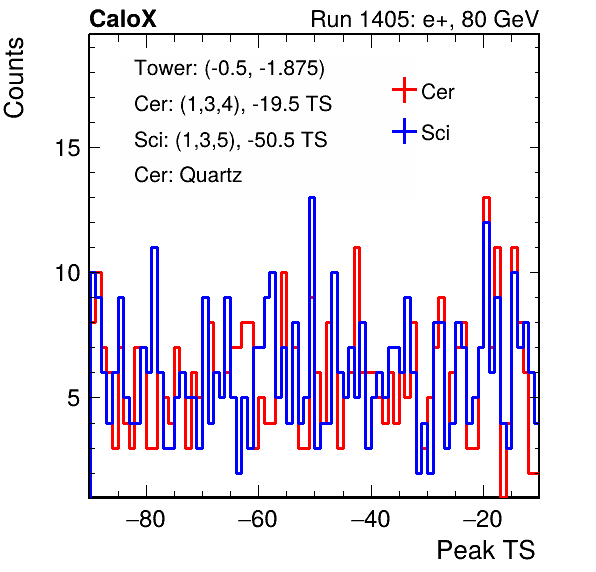 CaloX Run 1405: e+, 80 GeV
Counts
Tower: (-0.5, -1.875)
Cer: (1,3,4), -19.5 TS
Sci: (1,3,5), -50.5 TS
Cer: Quartz
Cer
Sci
15
10
5
−80 −60 −40 −20
Peak TS